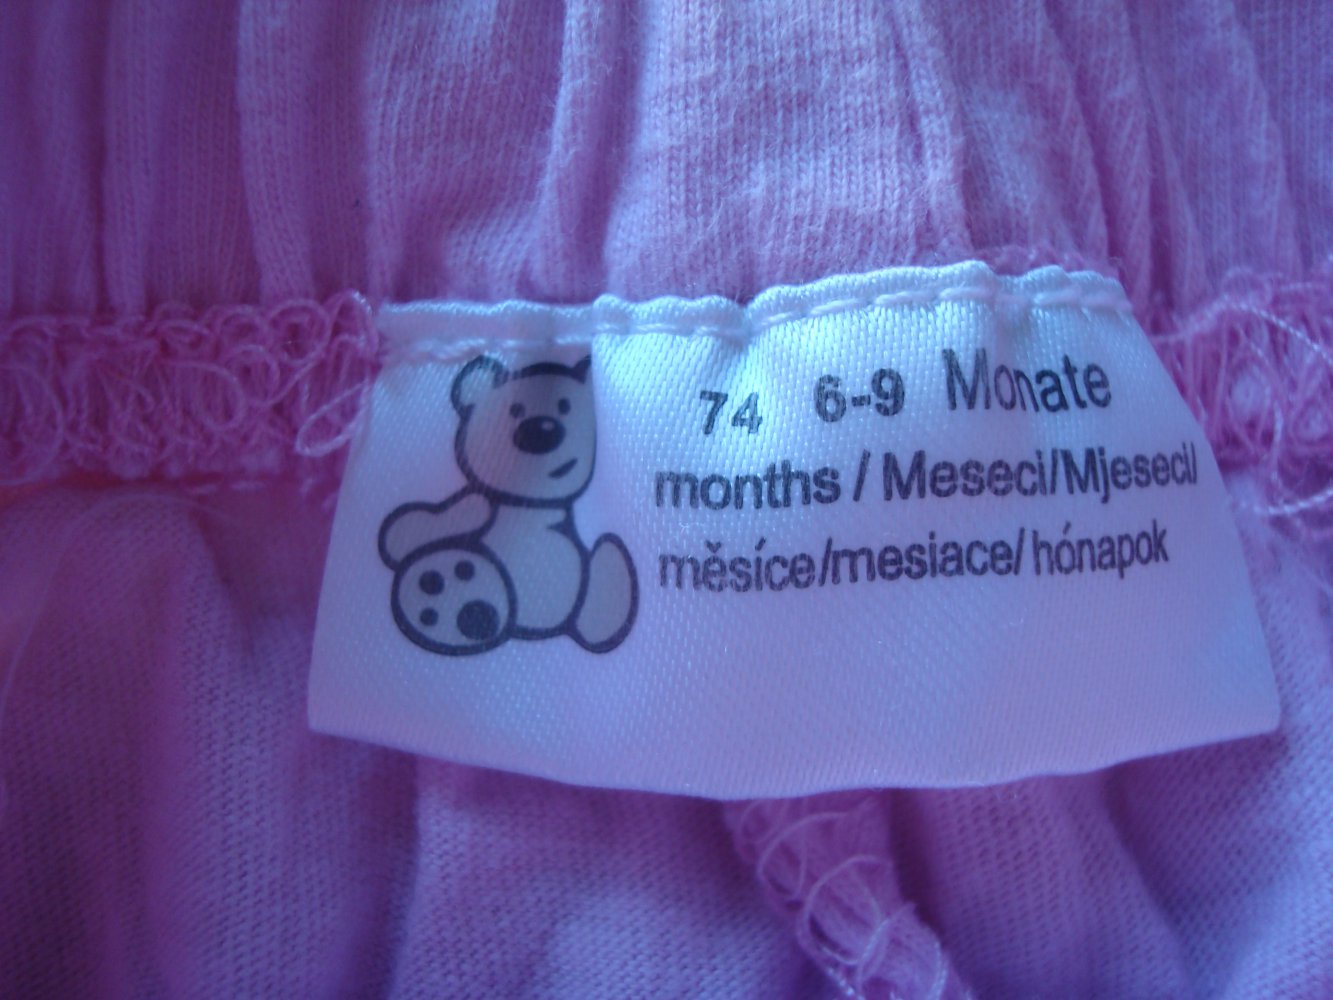 74 6-9 Monate
months / Meseci/Mjeseci/
měsíce/mesiace/ hónapok